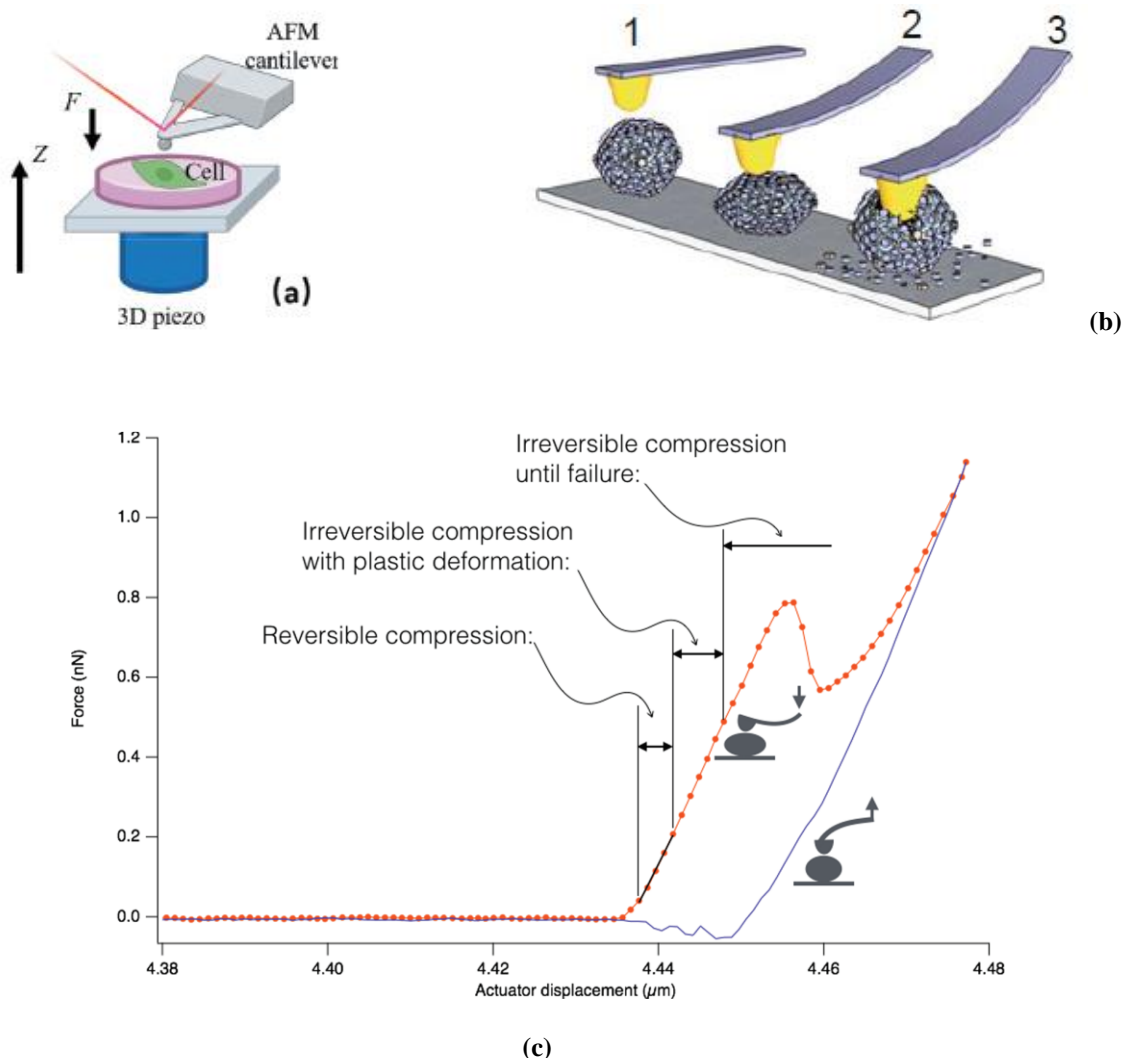 AFM
cantilever
F
Z
Cell
3D piezo
(a)
1
2
3
(b)
Irreversible compression
until failure:
Irreversible compression
with plastic deformation:
Reversible compression:
Force (nN)
1.2
1.0
0.8
0.6
0.4
0.2
0.0
4.38
4.40
4.42
4.44
4.46
4.48
Actuator displacement (μm)
(c)